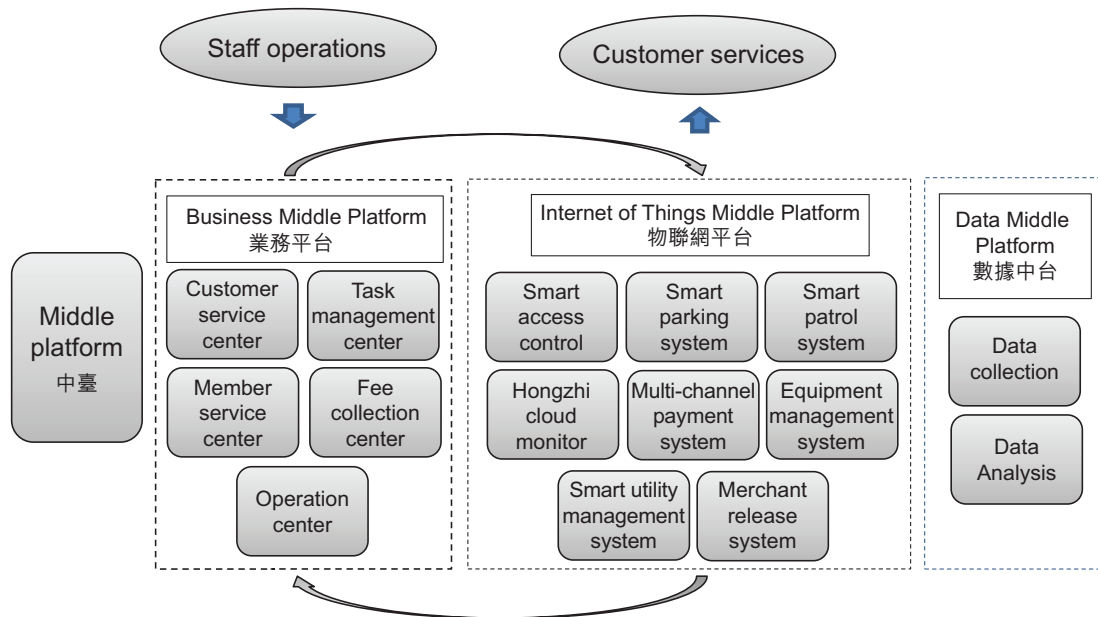 Staff operations
Customer services
Middle
platform
中臺
Business Middle Platform
業務平台
Customer
service
center
Task
management
center
Member
service
center
Fee
collection
center
Operation
center
Internet of Things Middle Platform
物聯網平台
Smart
access
control
Smart
parking
system
Smart
patrol
system
Hongzhi
cloud
monitor
Multi-channel
payment
system
Equipment
management
system
Smart utility
management
system
Merchant
release
system
Data Middle
Platform
數據中台
Data
collection
Data
Analysis